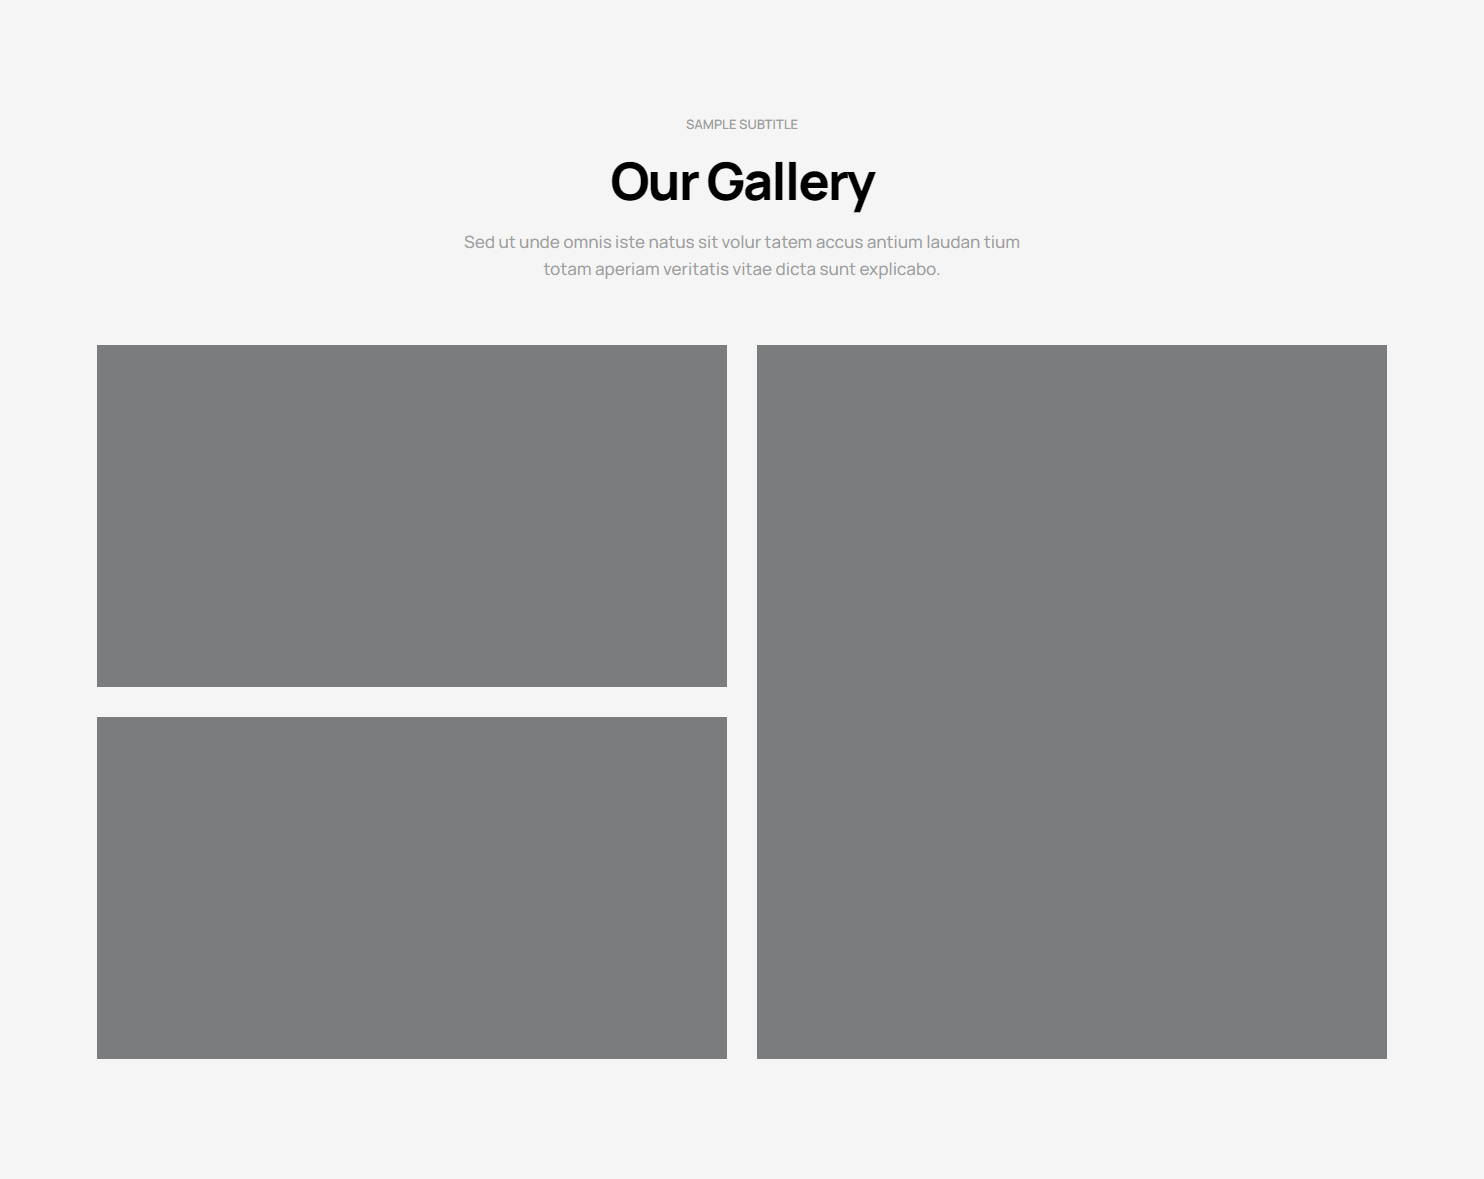 SAMPLE SUBTITLE
Our Gallery
Sed ut unde omnis iste natus sit volur tatem accus antium laudan tium
totam aperiam veritatis vitae dicta sunt explicabo.